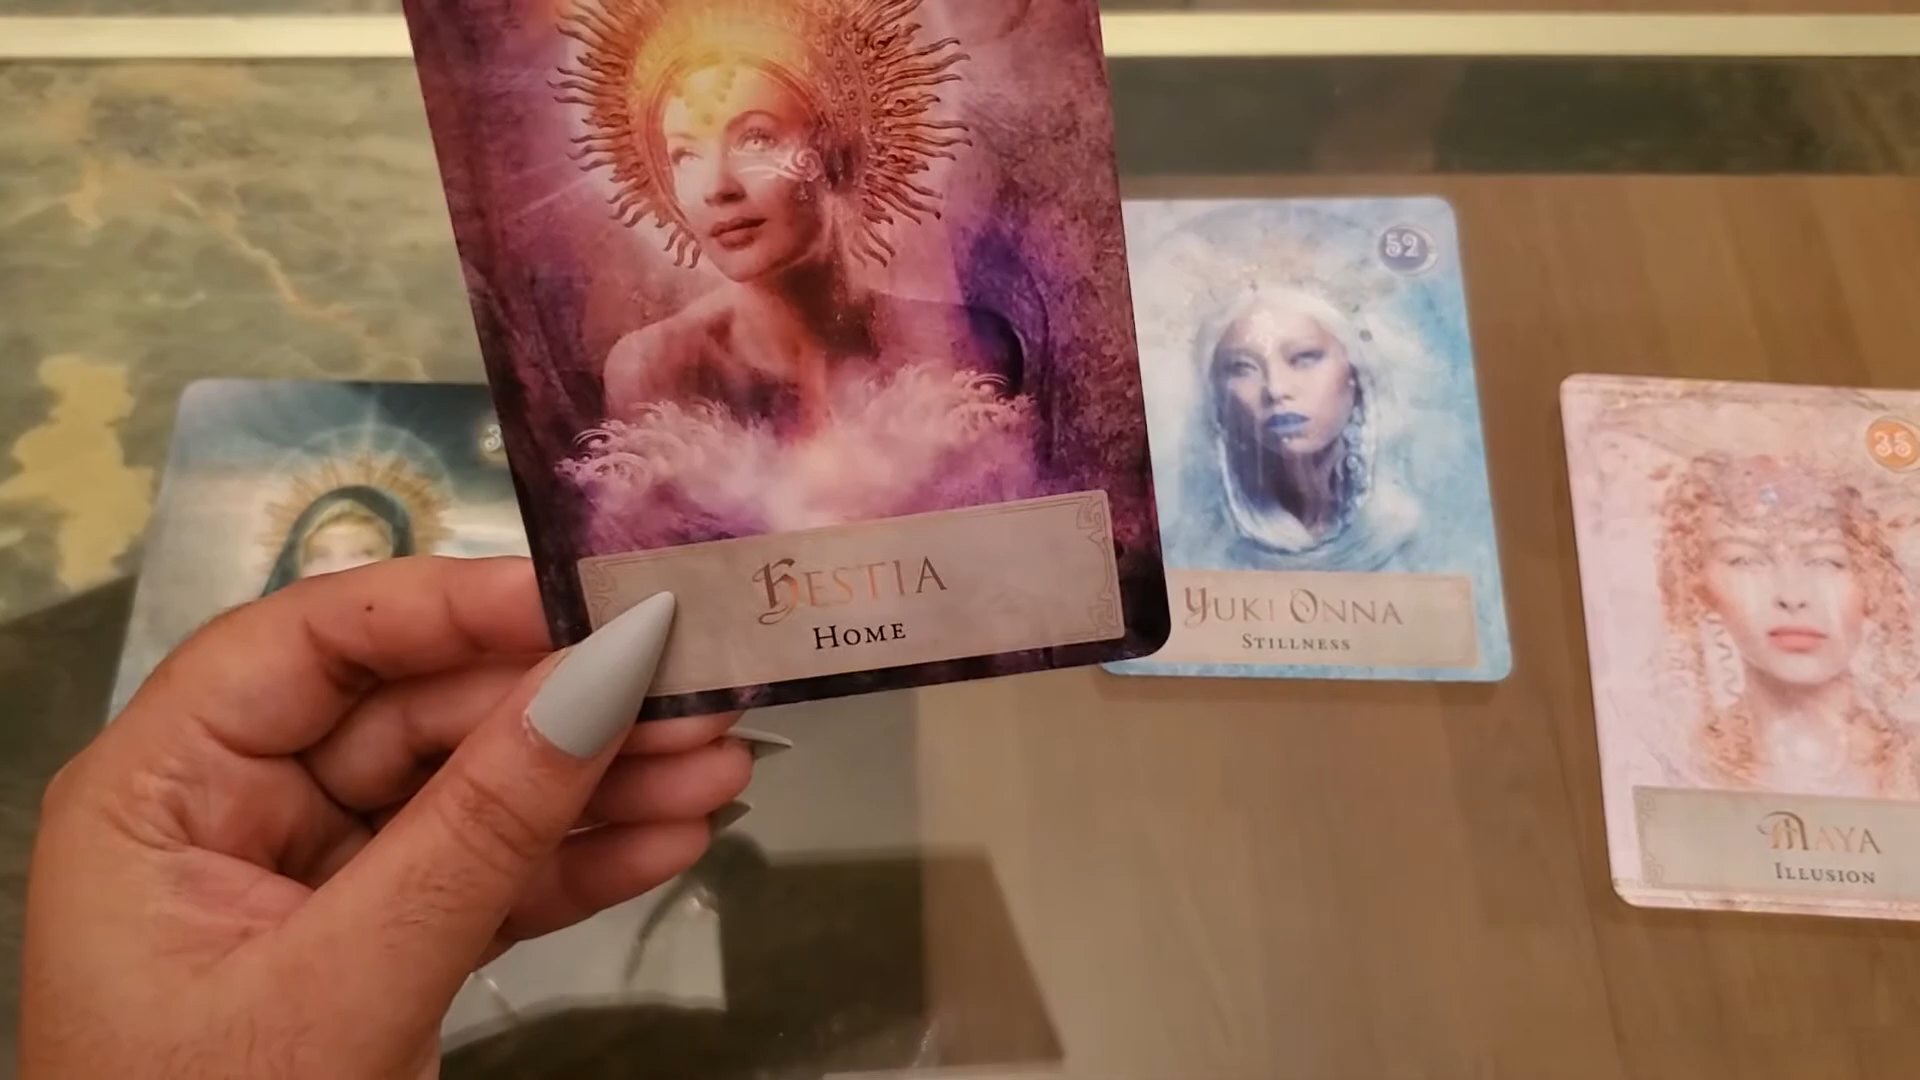 Hestia
Home
52
Yuki Onna
Stillness
35
Maya
Illusion